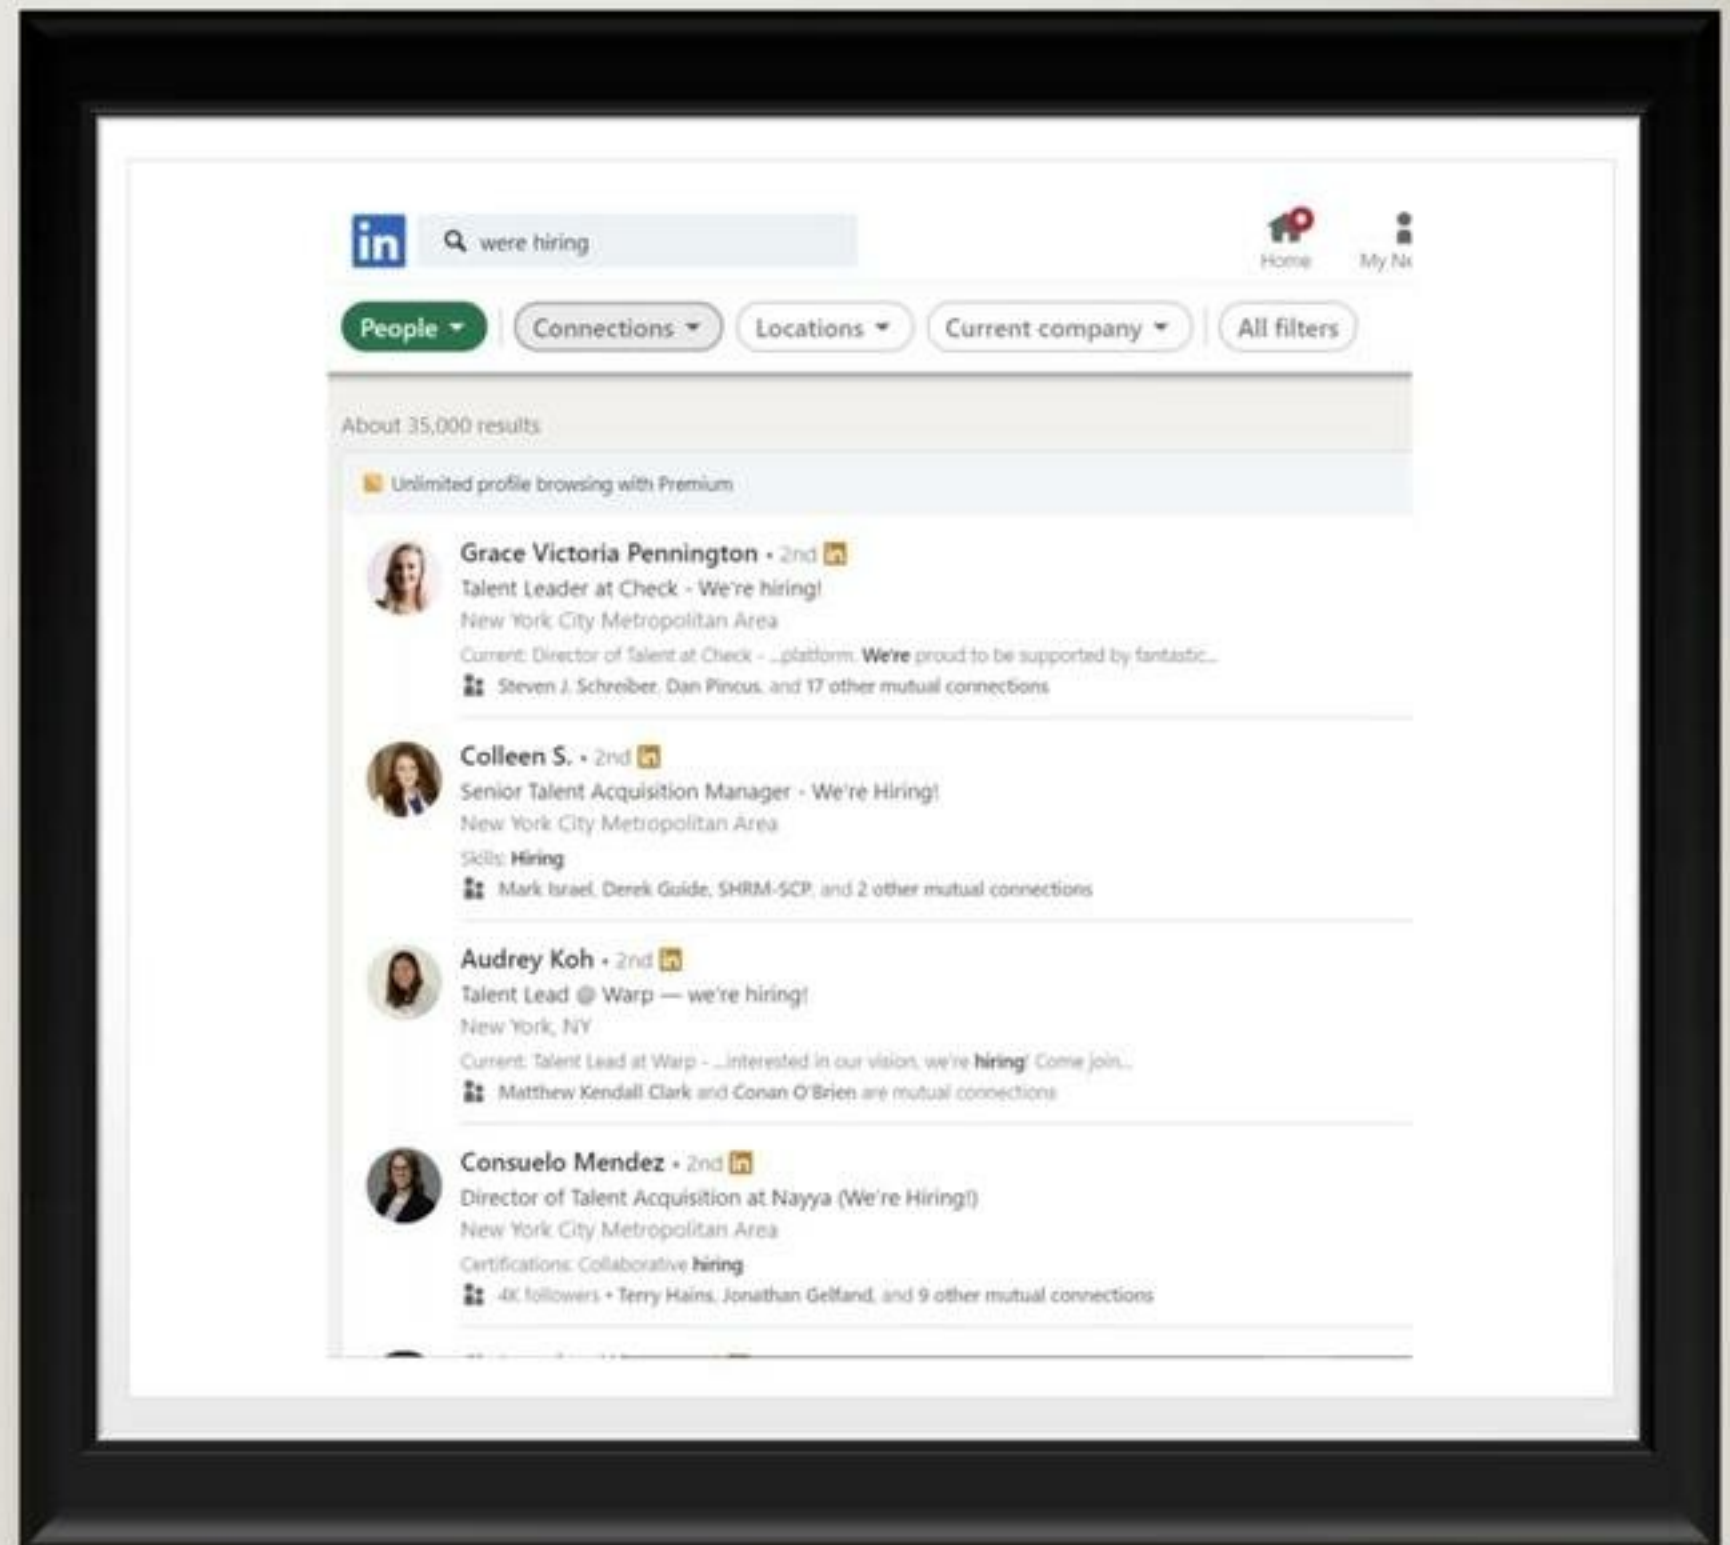 in
were hiring
Home
My Ne
People
Connections
Locations
Current company
All filters
About 35,000 results
Unlimited profile browsing with Premium
Grace Victoria Pennington • 2nd in
Talent Leader at Check - We're hiring!
New York City Metropolitan Area
Current: Director of Talent at Check - ...platform. We're proud to be supported by fantastic...
Steven J. Schreiber, Dan Pincus, and 17 other mutual connections
Colleen S. • 2nd in
Senior Talent Acquisition Manager - We're Hiring!
New York City Metropolitan Area
Skills: Hiring
Mark Israel, Derek Guide, SHRM-SCP, and 2 other mutual connections
Audrey Koh • 2nd in
Talent Lead @ Warp — we're hiring!
New York, NY
Current: Talent Lead at Warp - ...interested in our vision, we're hiring! Come join...
Matthew Kendall Clark and Conan O'Brien are mutual connections
Consuelo Mendez • 2nd in
Director of Talent Acquisition at Nayya (We're Hiring!)
New York City Metropolitan Area
Certifications: Collaborative hiring
4K followers • Terry Hains, Jonathan Gelfand, and 9 other mutual connections